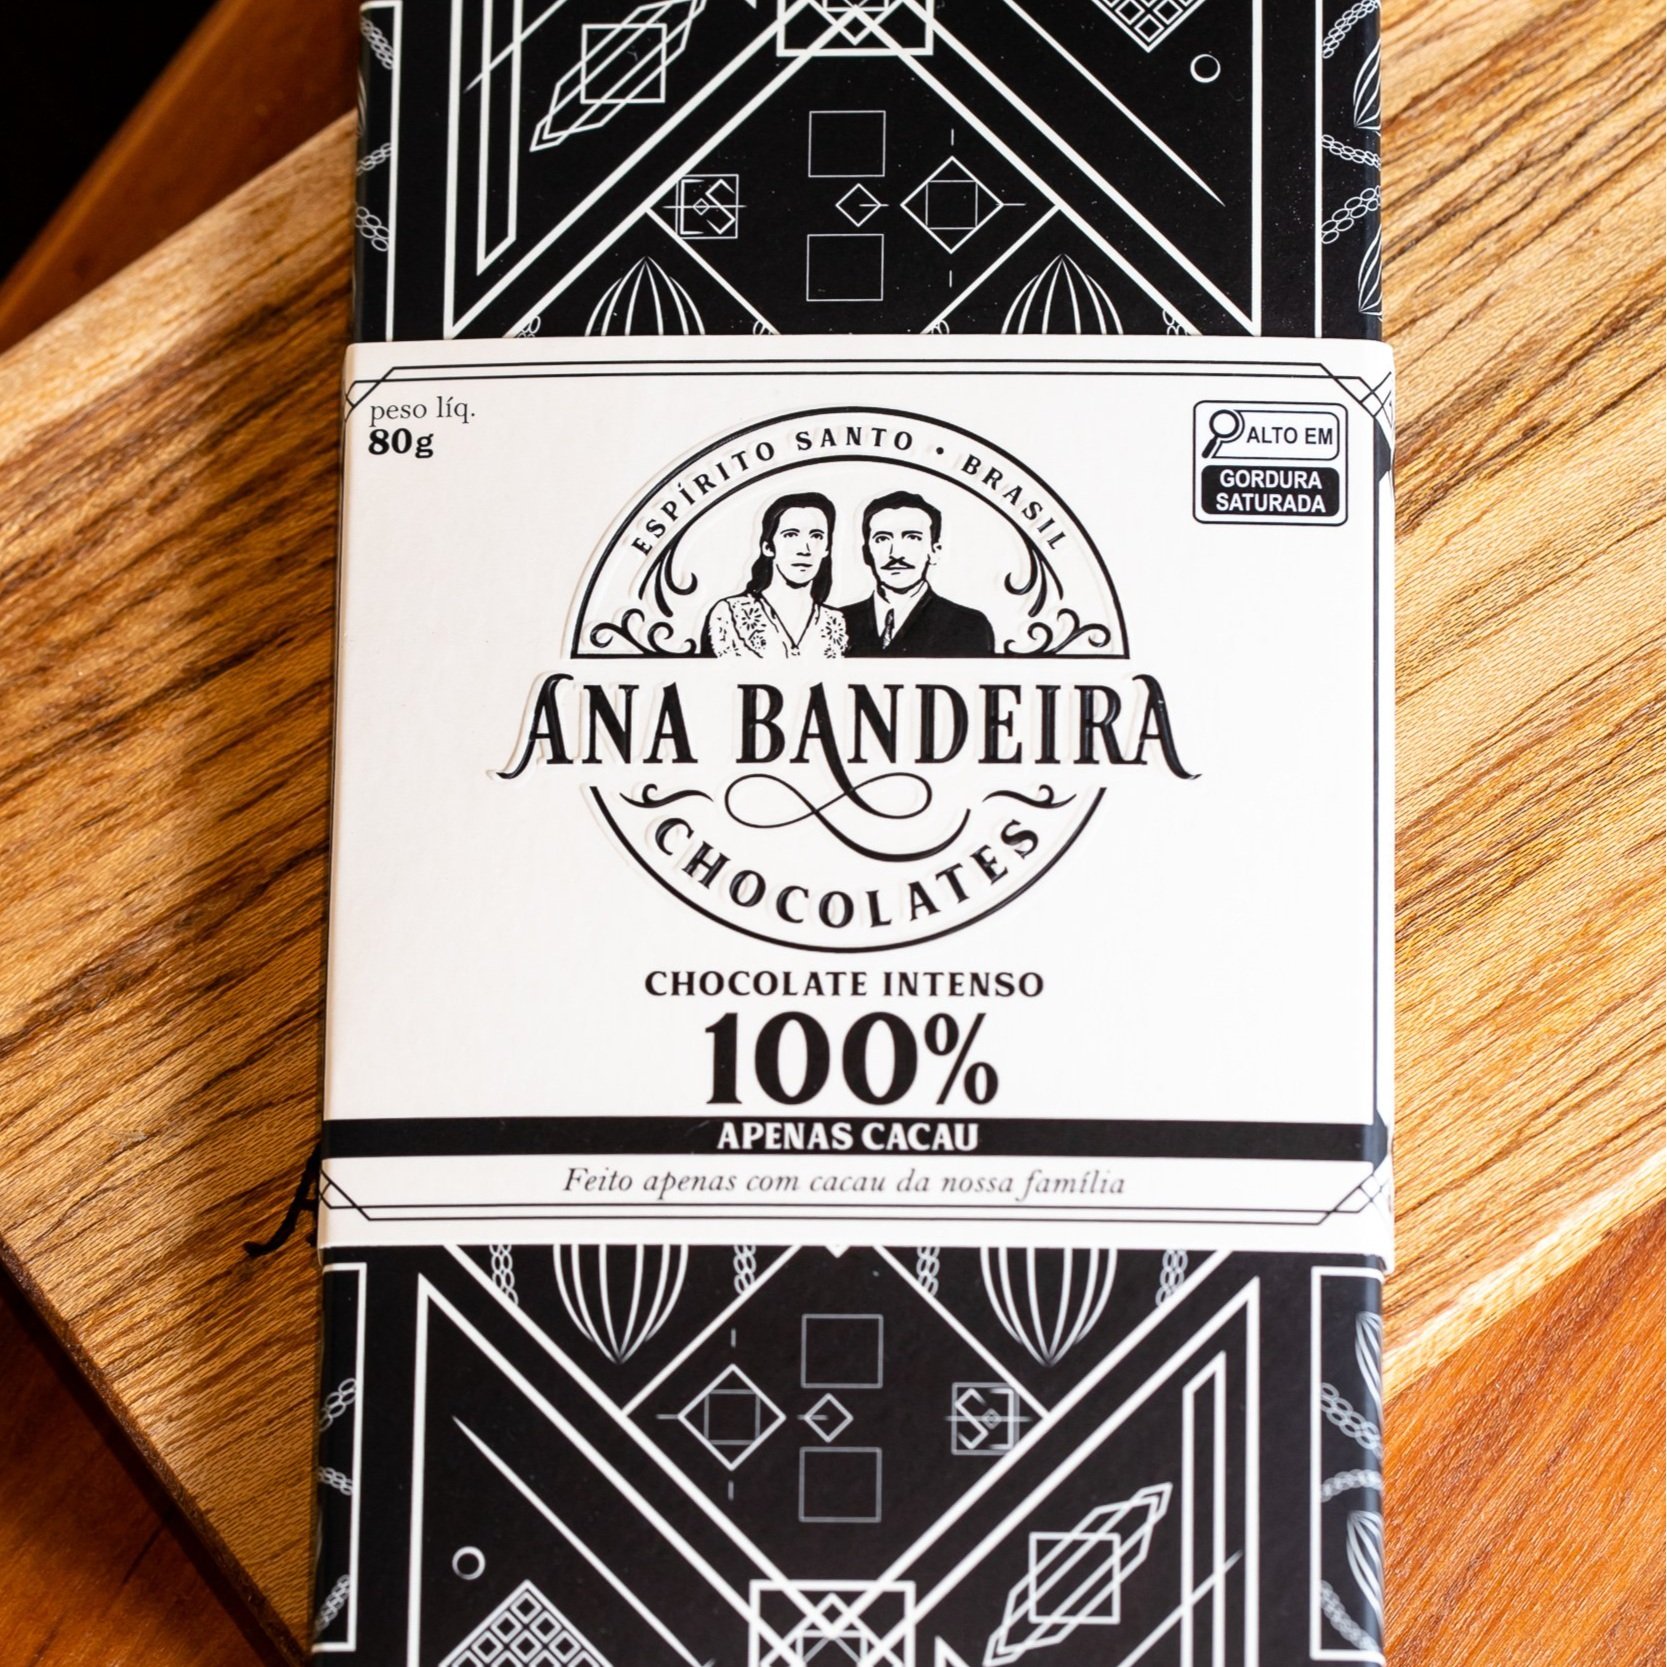 peso líq.
80g
ALTO EM
GORDURA
SATURADA
ESPÍRITO SANTO • BRASIL
ANA BANDEIRA
CHOCOLATES
CHOCOLATE INTENSO
100%
APENAS CACAU
Feito apenas com cacau da nossa família